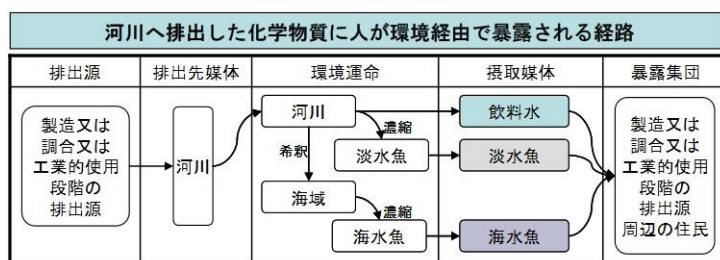 河川へ排出した化学物質に人が環境経由で暴露される経路
排出源
排出先媒体
環境運命
摂取媒体
暴露集団
製造又は
調合又は
工業的使用
段階の
排出源
河川
河川
濃縮
希釈
淡水魚
海域
濃縮
海水魚
飲料水
淡水魚
海水魚
製造又は
調合又は
工業的使用
段階の
排出源
周辺の住民